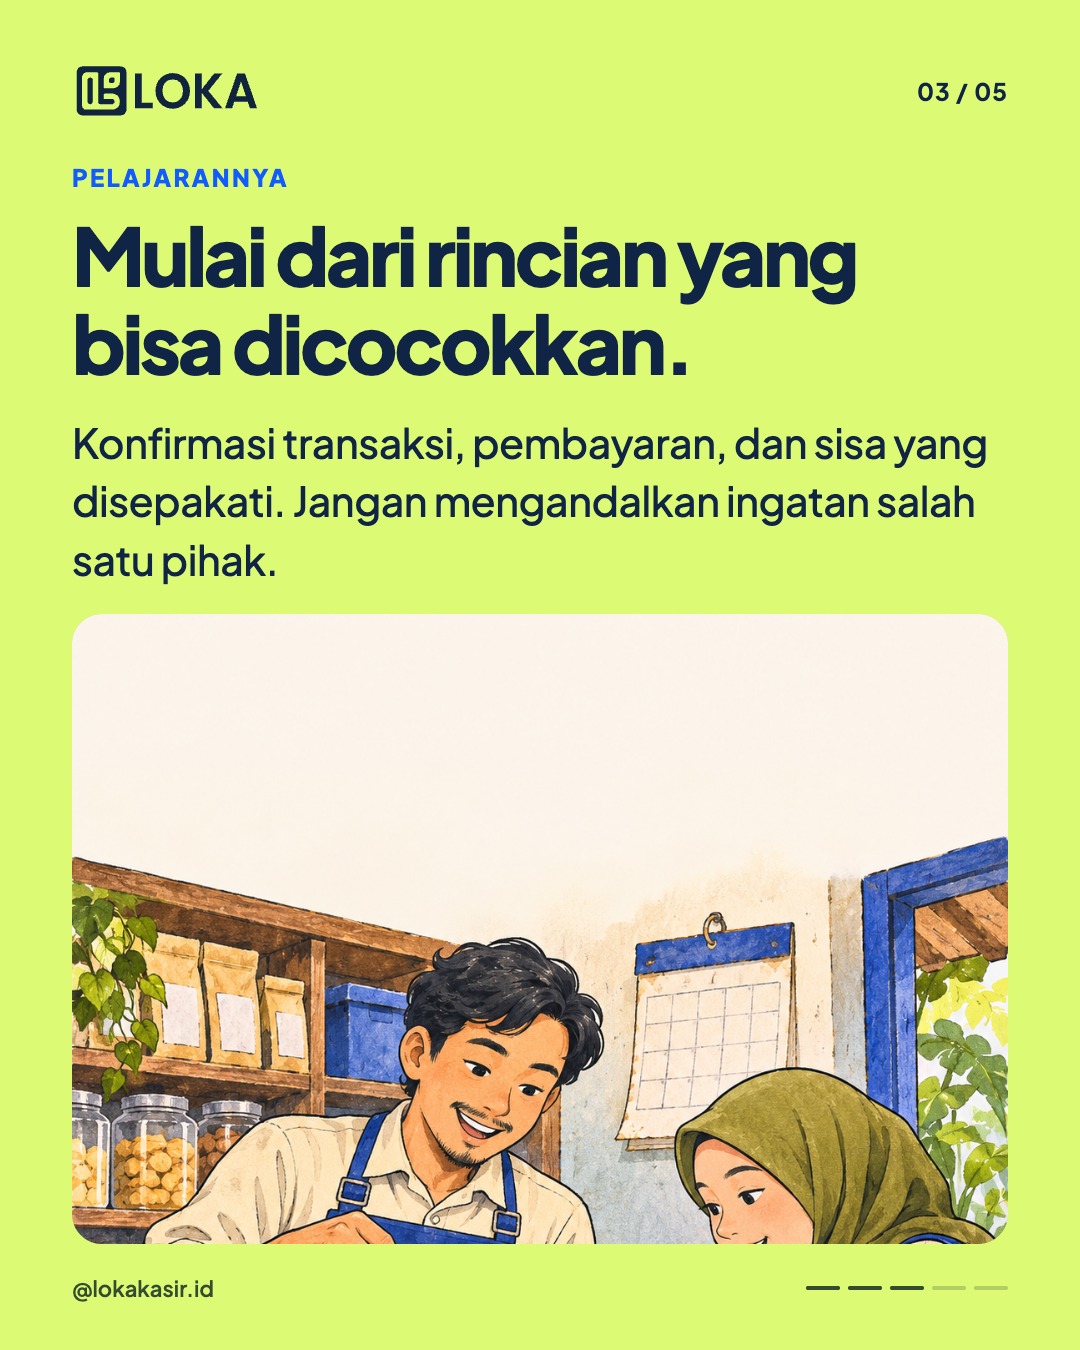 LOKA
03 / 05
PELAJARANNYA
Mulai dari rincian yang
bisa dicocokkan.
Konfirmasi transaksi, pembayaran, dan sisa yang
disepakati. Jangan mengandalkan ingatan salah
satu pihak.
@lokakasir.id